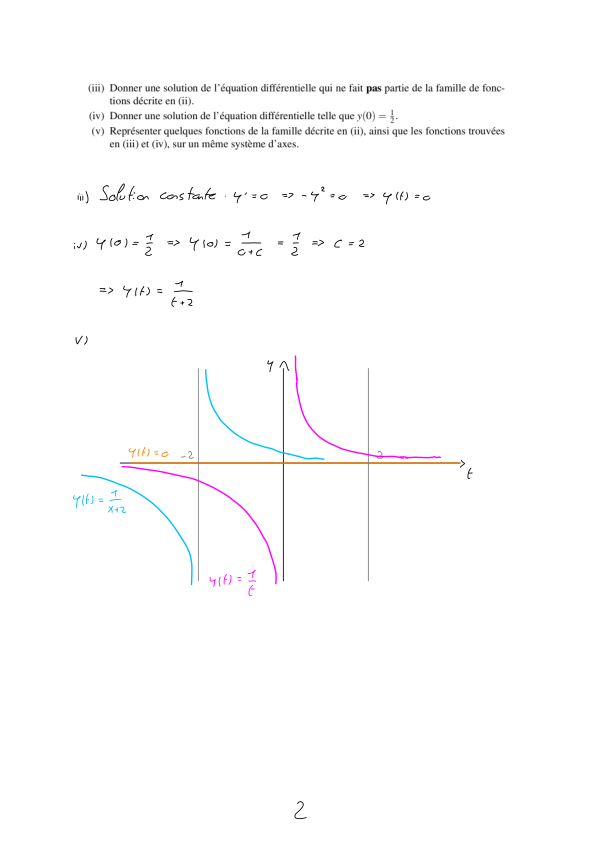 (iii) Donner une solution de l'équation différentielle qui ne fait pas partie de la famille de fonc-
tions décrite en (ii).
(iv) Donner une solution de l'équation différentielle telle que y(0) = 1/2.
(v) Représenter quelques fonctions de la famille décrite en (ii), ainsi que les fonctions trouvées
en (iii) et (iv), sur un même système d'axes.
iii) Solution constante . y' = 0 => -y² = 0 => y(t) = 0
iv) y(0) = 1/2 => y(0) = 1/(0+c) = 1/2 => c = 2
=> y(t) = 1/(t+2)
v)
y
y(t) = 0 -2 2
t
y(t) = 1/(x+2)
y(t) = 1/t
2